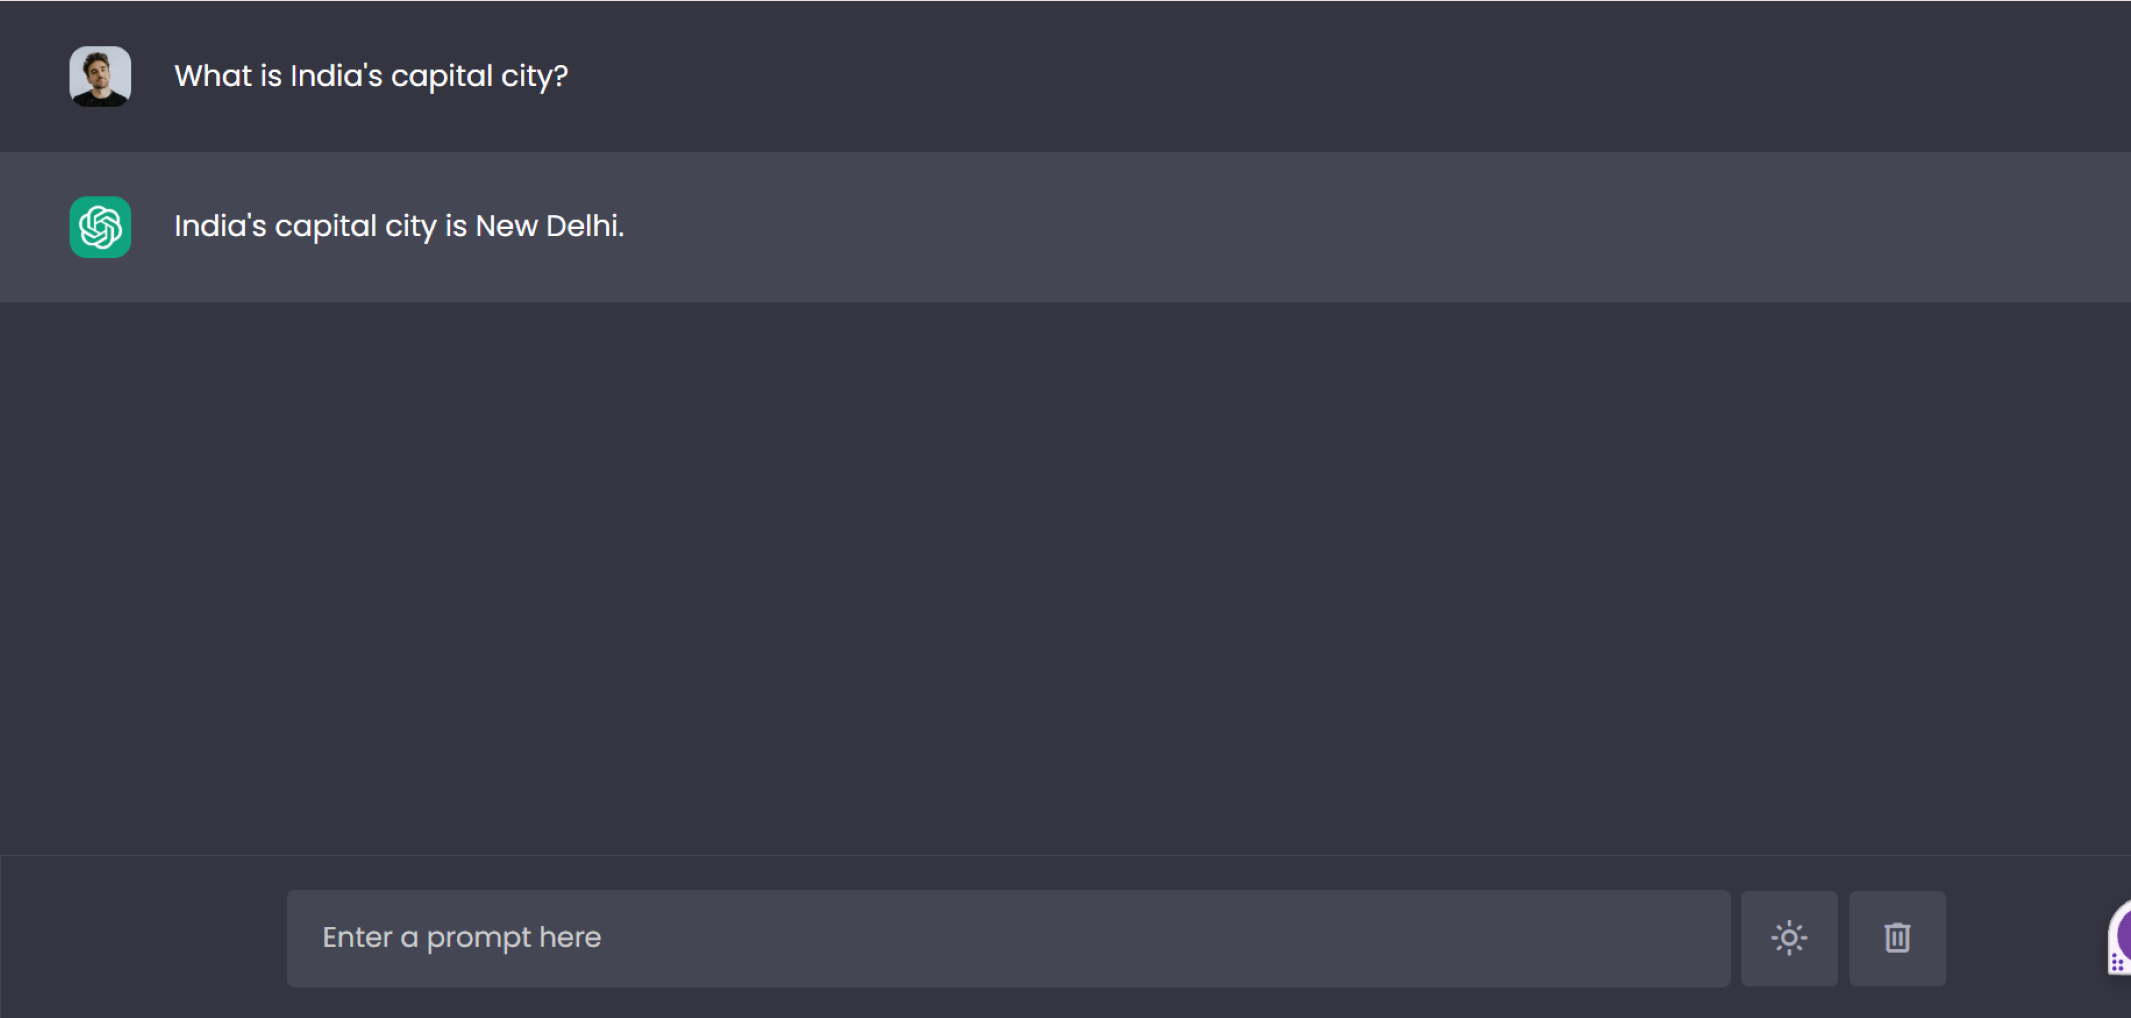 What is India's capital city?
India's capital city is New Delhi.
Enter a prompt here